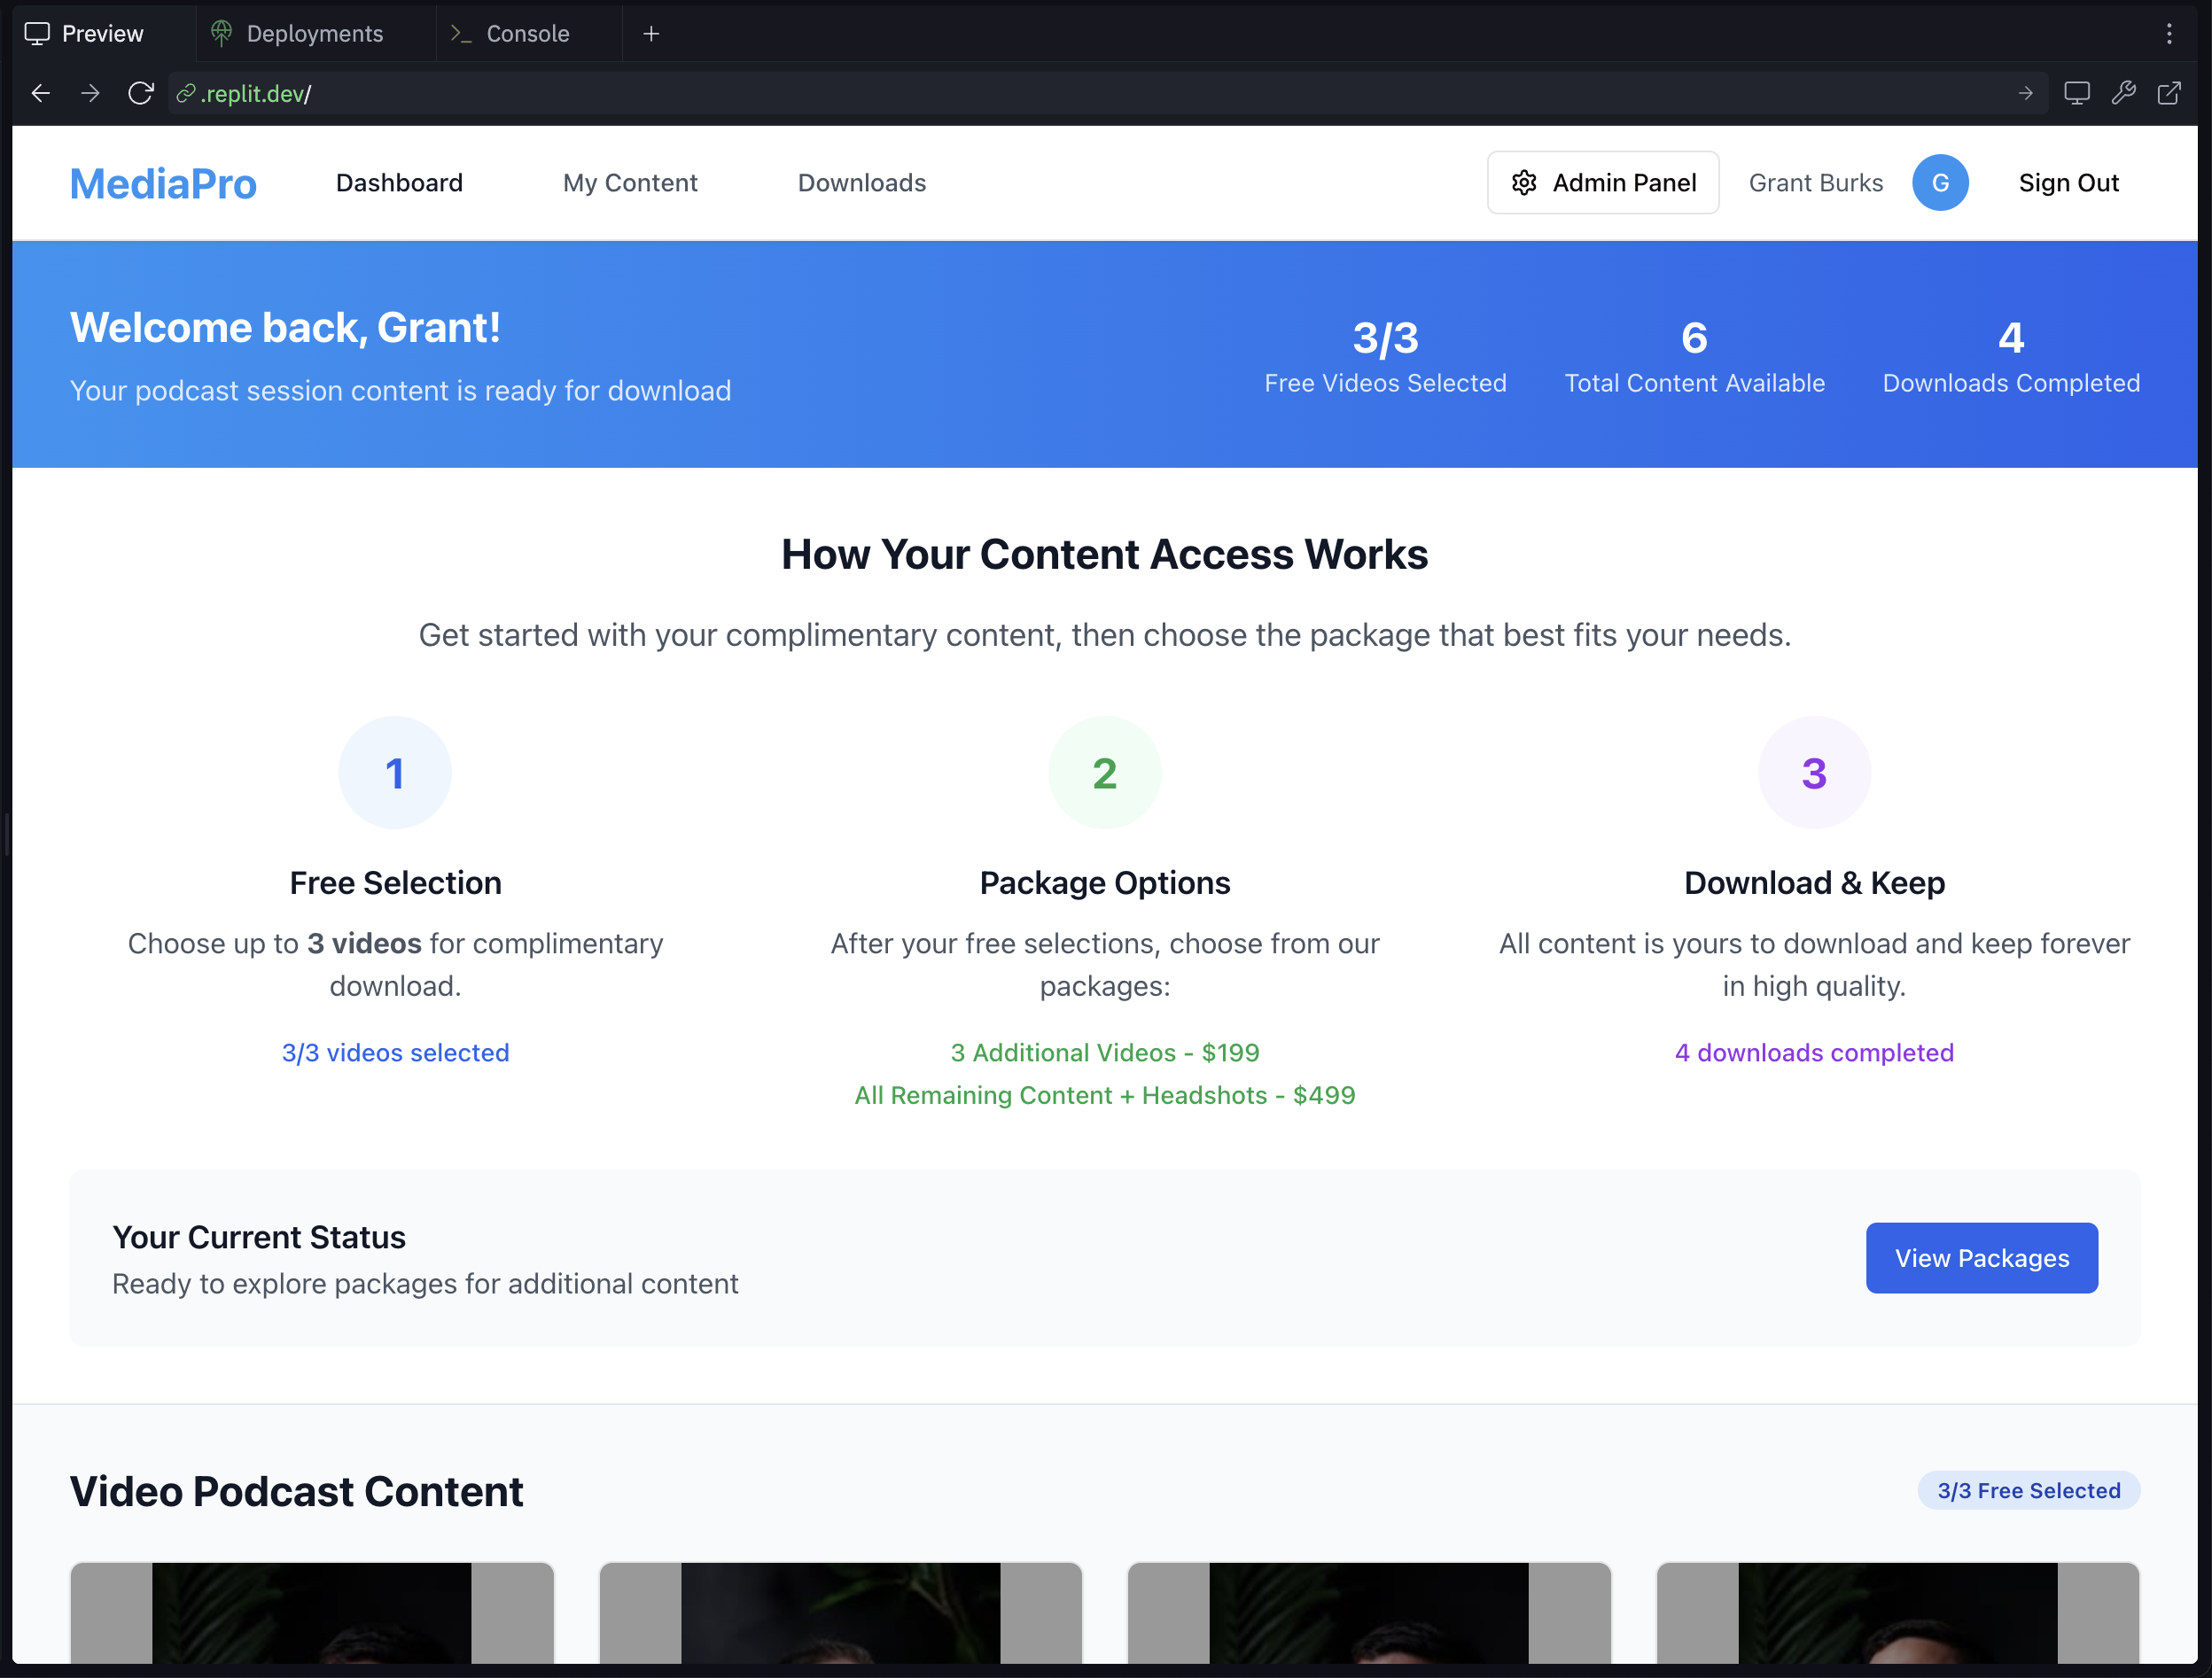 Preview
Deployments
Console
.replit.dev/
MediaPro
Dashboard
My Content
Downloads
Admin Panel
Grant Burks
G
Sign Out
Welcome back, Grant!
Your podcast session content is ready for download
3/3
Free Videos Selected
6
Total Content Available
4
Downloads Completed
How Your Content Access Works
Get started with your complimentary content, then choose the package that best fits your needs.
1
Free Selection
Choose up to 3 videos for complimentary
download.
3/3 videos selected
2
Package Options
After your free selections, choose from our
packages:
3 Additional Videos - $199
All Remaining Content + Headshots - $499
3
Download & Keep
All content is yours to download and keep forever
in high quality.
4 downloads completed
Your Current Status
Ready to explore packages for additional content
View Packages
Video Podcast Content
3/3 Free Selected